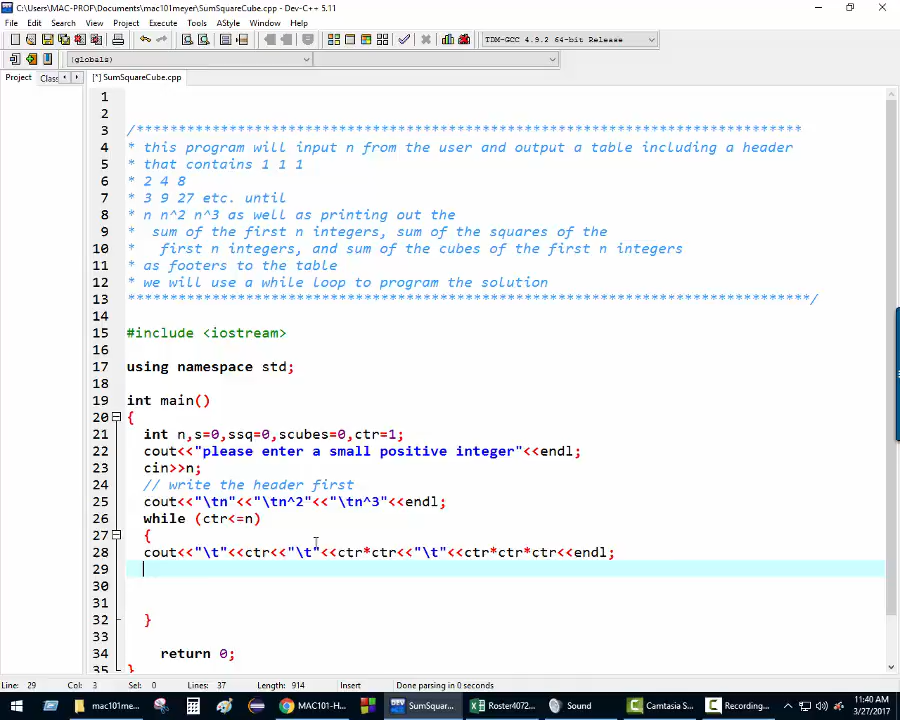 C:\Users\MAC-PROF\Documents\mac101meyer\SumSquareCube.cpp - Dev-C++ 5.11
File Edit Search View Project Execute Tools AStyle Window Help
TDM-GCC 4.9.2 64-bit Release
(globals)
Project Class [*] SumSquareCube.cpp
1
2
3 /*******************************************************************************
4 * this program will input n from the user and output a table including a header
5 * that contains 1 1 1
6 * 2 4 8
7 * 3 9 27 etc. until
8 * n n^2 n^3 as well as printing out the
9 * sum of the first n integers, sum of the squares of the
10 * first n integers, and sum of the cubes of the first n integers
11 * as footers to the table
12 * we will use a while loop to program the solution
13 *********************************************************************************/
14
15 #include <iostream>
16
17 using namespace std;
18
19 int main()
20 {
21 int n,s=0,ssq=0,scubes=0,ctr=1;
22 cout<<"please enter a small positive integer"<<endl;
23 cin>>n;
24 // write the header first
25 cout<<"\tn"<<"\tn^2"<<"\tn^3"<<endl;
26 while (ctr<=n)
27 {
28 cout<<"\t"<<ctr<<"\t"<<ctr*ctr<<"\t"<<ctr*ctr*ctr<<endl;
29
30
31
32 }
33
34 return 0;
35 }
Line: 29 Col: 3 Sel: 0 Lines: 37 Length: 914 Insert Done parsing in 0 seconds
mac101me... MAC101-H... SumSquar... Roster4072... Sound Camtasia S... Recording... 11:40 AM
3/27/2017